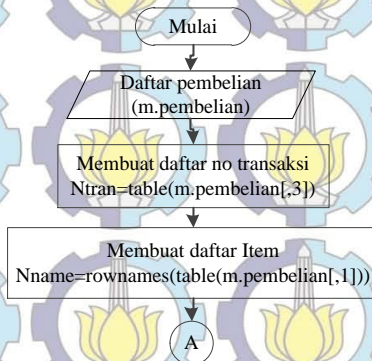 Mulai
Daftar pembelian
(m.pembelian)
Membuat daftar no transaksi
Ntran=table(m.pembelian[,3])
Membuat daftar Item
Nname=rownames(table(m.pembelian[,1]))
A